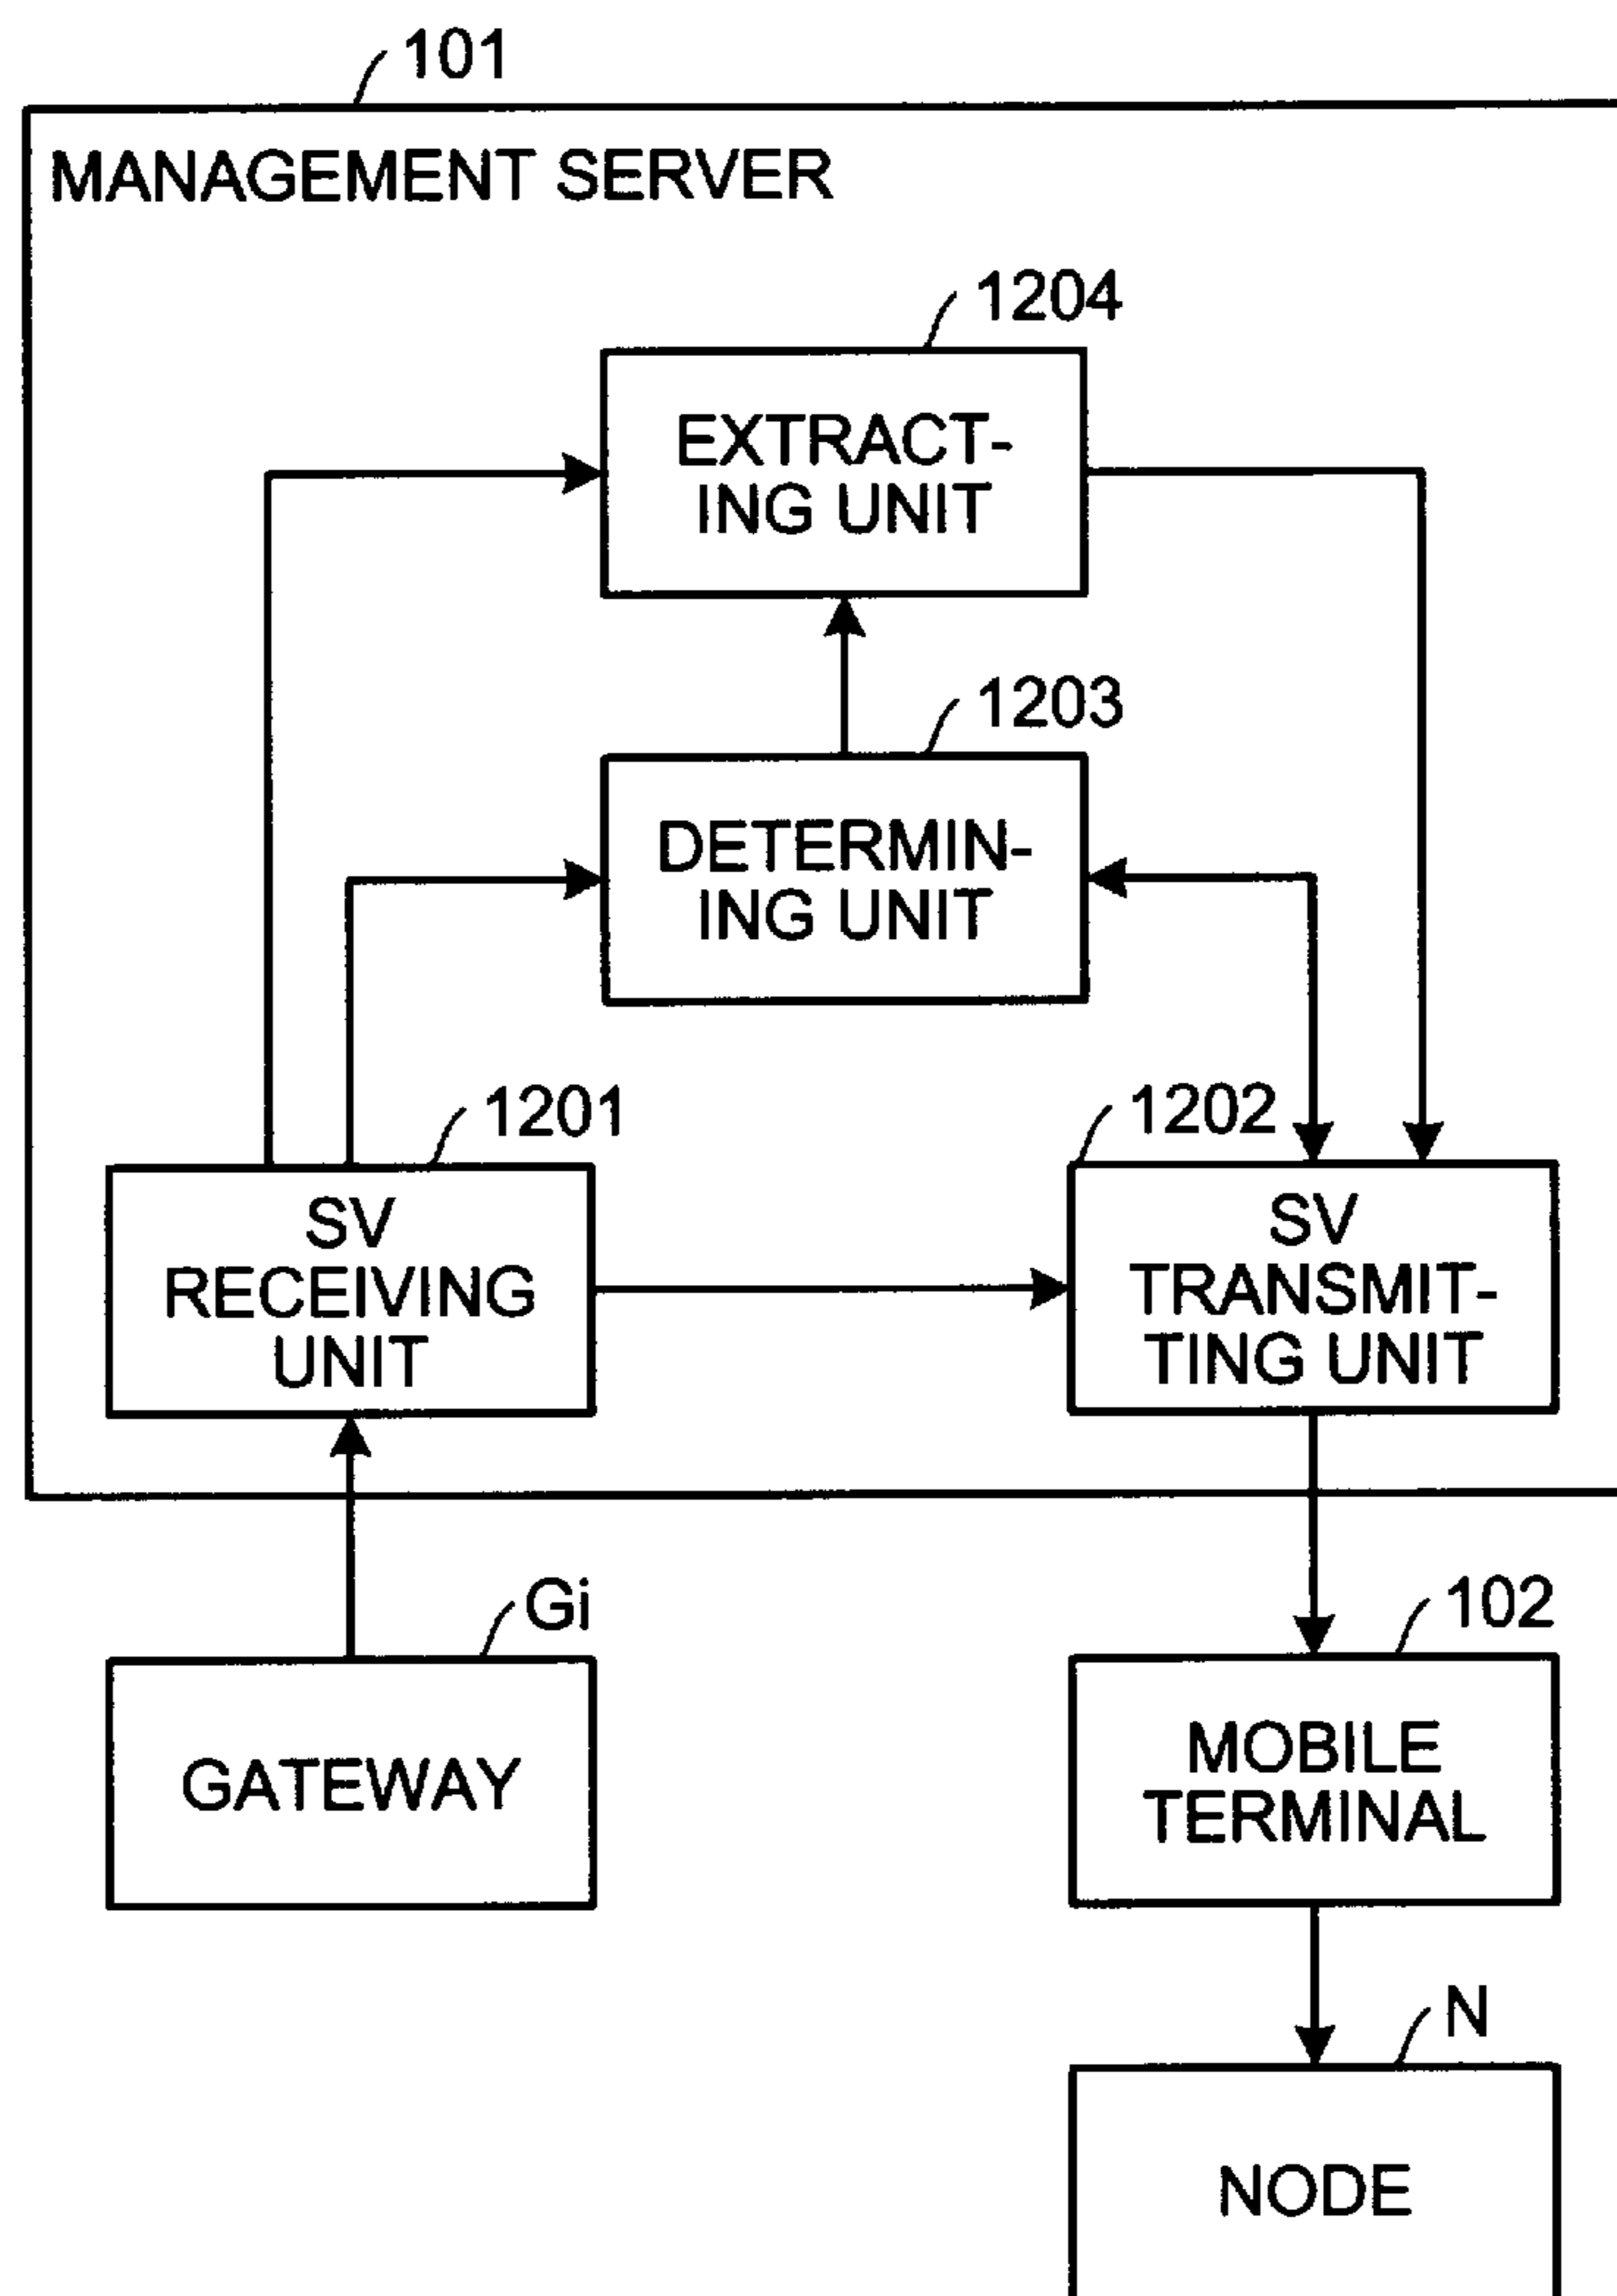 101
MANAGEMENT SERVER
1204
EXTRACT-
ING UNIT
1203
DETERMIN-
ING UNIT
1201
1202
SV
RECEIVING
UNIT
SV
TRANSMIT-
TING UNIT
Gi
102
GATEWAY
MOBILE
TERMINAL
N
NODE